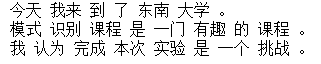 今天 我来 到 了 东南 大学 。
模式 识别 课程 是 一门 有趣 的 课程 。
我 认为 完成 本次 实验 是 一个 挑战 。